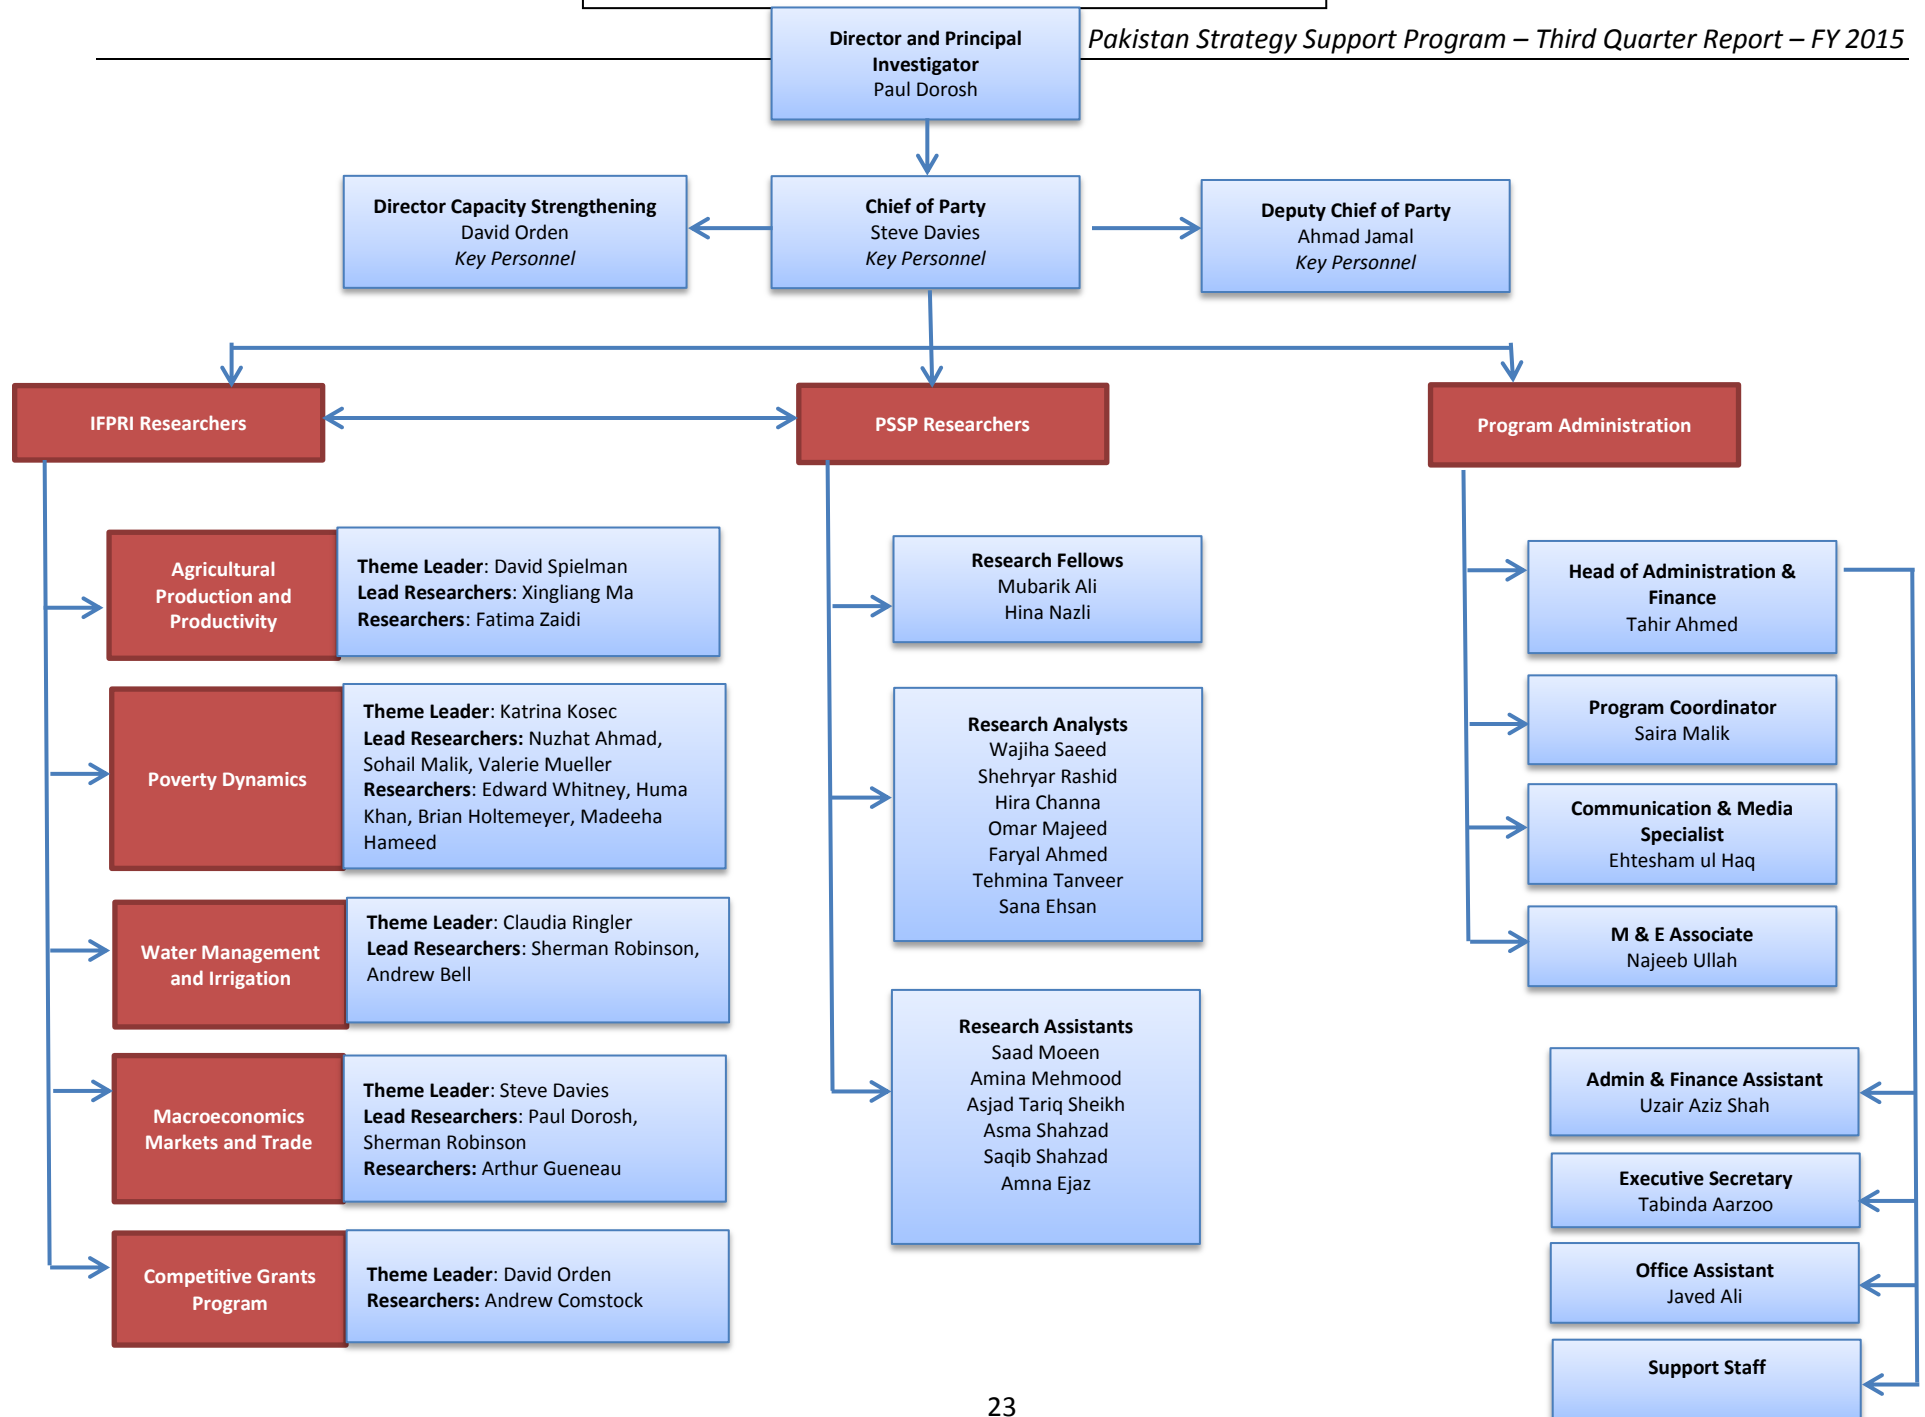 Pakistan Strategy Support Program – Third Quarter Report – FY 2015
Director and Principal
Investigator
Paul Dorosh
Director Capacity Strengthening
David Orden
Key Personnel
Chief of Party
Steve Davies
Key Personnel
Deputy Chief of Party
Ahmad Jamal
Key Personnel
IFPRI Researchers
PSSP Researchers
Program Administration
Agricultural
Production and
Productivity
Theme Leader: David Spielman
Lead Researchers: Xingliang Ma
Researchers: Fatima Zaidi
Poverty Dynamics
Theme Leader: Katrina Kosec
Lead Researchers: Nuzhat Ahmad,
Sohail Malik, Valerie Mueller
Researchers: Edward Whitney, Huma
Khan, Brian Holtemeyer, Madeeha
Hameed
Water Management
and Irrigation
Theme Leader: Claudia Ringler
Lead Researchers: Sherman Robinson,
Andrew Bell
Macroeconomics
Markets and Trade
Theme Leader: Steve Davies
Lead Researchers: Paul Dorosh,
Sherman Robinson
Researchers: Arthur Gueneau
Competitive Grants
Program
Theme Leader: David Orden
Researchers: Andrew Comstock
Research Fellows
Mubarik Ali
Hina Nazli
Research Analysts
Wajiha Saeed
Shehryar Rashid
Hira Channa
Omar Majeed
Faryal Ahmed
Tehmina Tanveer
Sana Ehsan
Research Assistants
Saad Moeen
Amina Mehmood
Asjad Tariq Sheikh
Asma Shahzad
Saqib Shahzad
Amna Ejaz
Head of Administration &
Finance
Tahir Ahmed
Program Coordinator
Saira Malik
Communication & Media
Specialist
Ehtesham ul Haq
M & E Associate
Najeeb Ullah
Admin & Finance Assistant
Uzair Aziz Shah
Executive Secretary
Tabinda Aarzoo
Office Assistant
Javed Ali
Support Staff
23